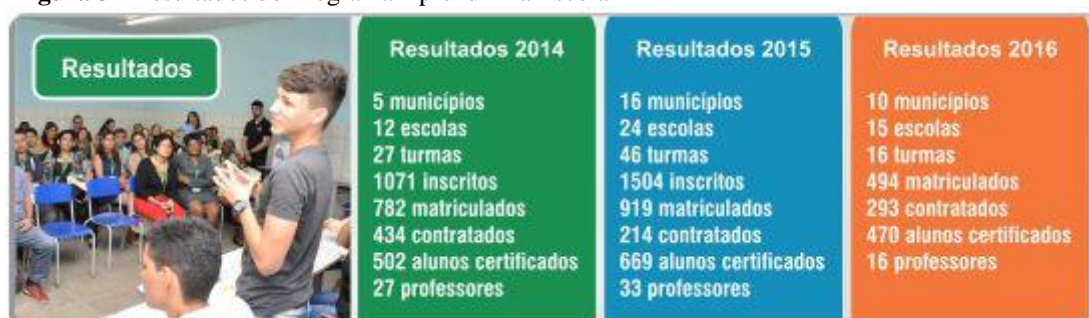 Resultados
Resultados 2014
5 municípios
12 escolas
27 turmas
1071 inscritos
782 matriculados
434 contratados
502 alunos certificados
27 professores
Resultados 2015
16 municípios
24 escolas
46 turmas
1504 inscritos
919 matriculados
214 contratados
669 alunos certificados
33 professores
Resultados 2016
10 municípios
15 escolas
16 turmas
494 matriculados
293 contratados
470 alunos certificados
16 professores